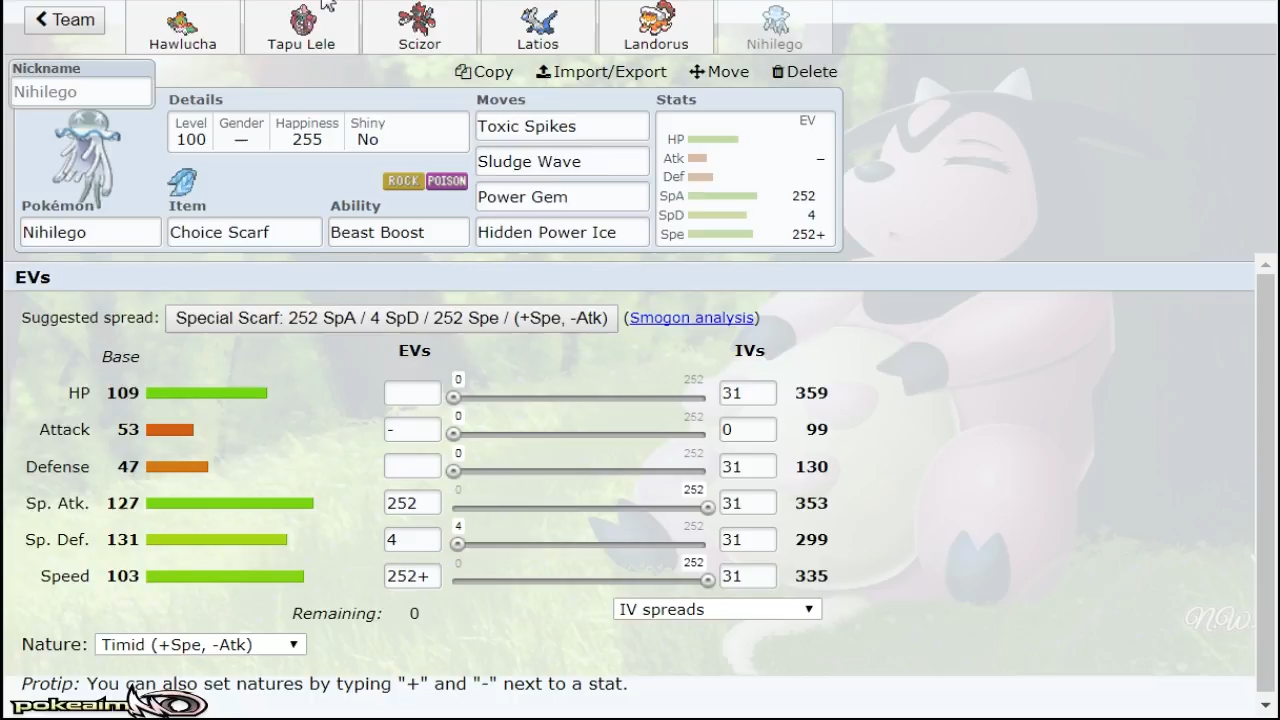 Team
Hawlucha
Tapu Lele
Scizor
Latios
Landorus
Nihilego
Nickname
Nihilego
Copy
Import/Export
Move
Delete
Details
Level
100
Gender
—
Happiness
255
Shiny
No
ROCK POISON
Pokémon
Nihilego
Item
Choice Scarf
Ability
Beast Boost
Moves
Toxic Spikes
Sludge Wave
Power Gem
Hidden Power Ice
Stats
EV
HP
Atk –
Def
SpA 252
SpD 4
Spe 252+
EVs
Suggested spread: Special Scarf: 252 SpA / 4 SpD / 252 Spe / (+Spe, -Atk) (Smogon analysis)
Base EVs IVs
HP 109 0 252 31 359
Attack 53 - 0 252 0 99
Defense 47 0 252 31 130
Sp. Atk. 127 252 0 252 31 353
Sp. Def. 131 4 4 252 31 299
Speed 103 252+ 0 252 31 335
Remaining: 0 IV spreads
Nature: Timid (+Spe, -Atk)
Protip: You can also set natures by typing "+" and "-" next to a stat.
pokeaimMD
NW